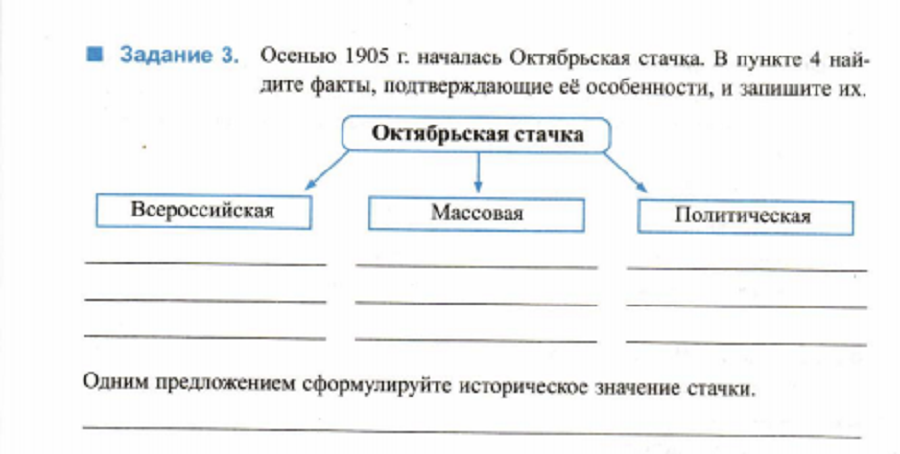 Задание 3. Осенью 1905 г. началась Октябрьская стачка. В пункте 4 най-
дите факты, подтверждающие её особенности, и запишите их.
Октябрьская стачка
Всероссийская
Массовая
Политическая
Одним предложением сформулируйте историческое значение стачки.